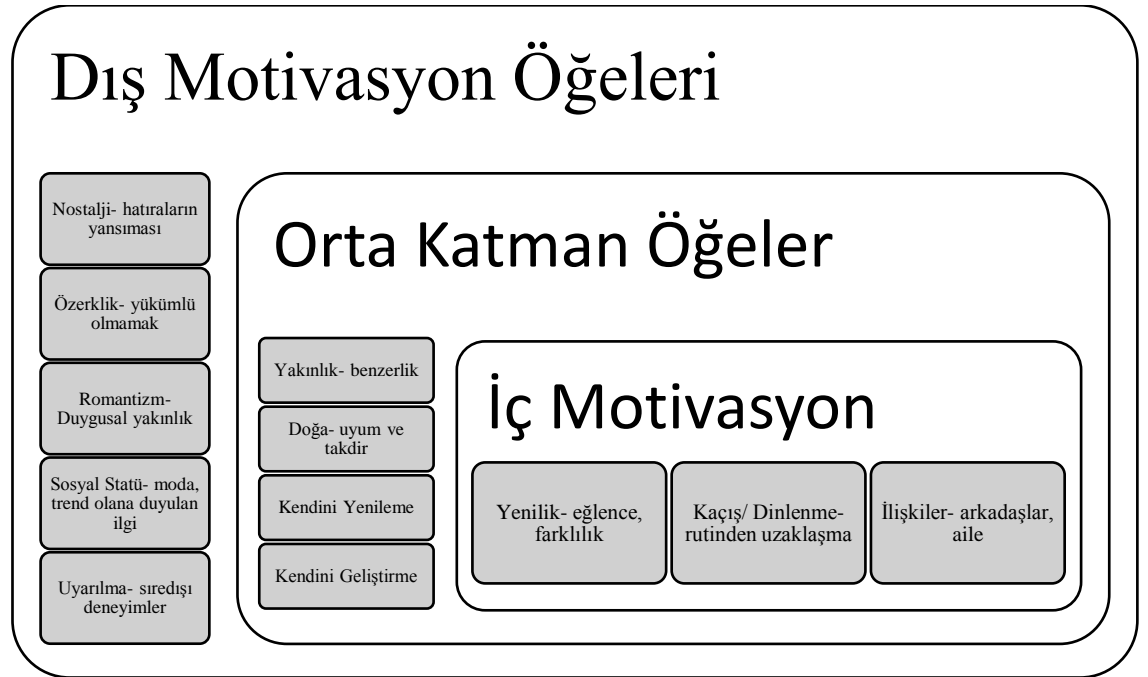 Dış Motivasyon Öğeleri
Nostalji- hatıraların
yansıması
Özerklik- yükümlü
olmamak
Romantizm-
Duygusal yakınlık
Sosyal Statü- moda,
trend olana duyulan
ilgi
Uyarılma- sıredışı
deneyimler
Orta Katman Öğeler
Yakınlık- benzerlik
Doğa- uyum ve
takdir
Kendini Yenileme
Kendini Geliştirme
İç Motivasyon
Yenilik- eğlence,
farklılık
Kaçış/ Dinlenme-
rutinden uzaklaşma
İlişkiler- arkadaşlar,
aile